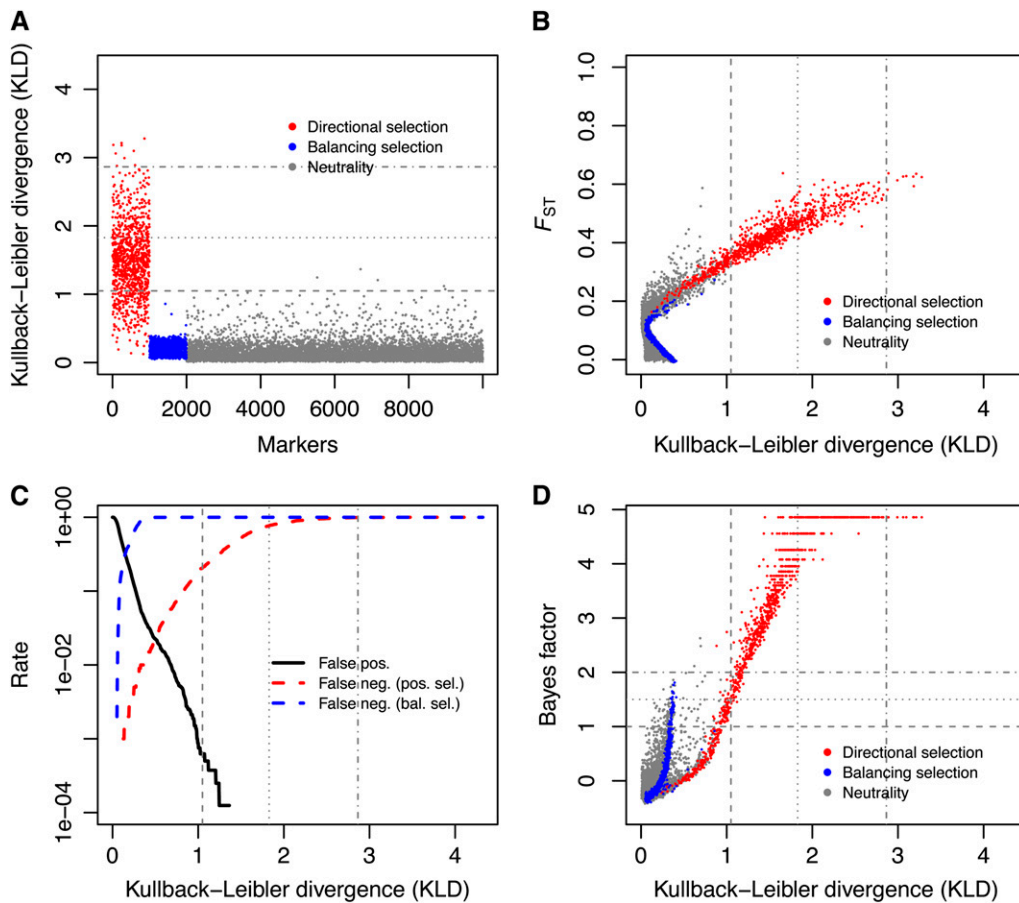 A
Kullback−Leibler divergence (KLD)
4
3
2
1
0
Directional selection
Balancing selection
Neutrality
0
2000
4000
6000
8000
Markers
B
FST
1.0
0.8
0.6
0.4
0.2
0.0
Directional selection
Balancing selection
Neutrality
0
1
2
3
4
Kullback−Leibler divergence (KLD)
C
Rate
1e+00
1e−02
1e−04
False pos.
False neg. (pos. sel.)
False neg. (bal. sel.)
0
1
2
3
4
Kullback−Leibler divergence (KLD)
D
Bayes factor
5
4
3
2
1
0
Directional selection
Balancing selection
Neutrality
0
1
2
3
4
Kullback−Leibler divergence (KLD)